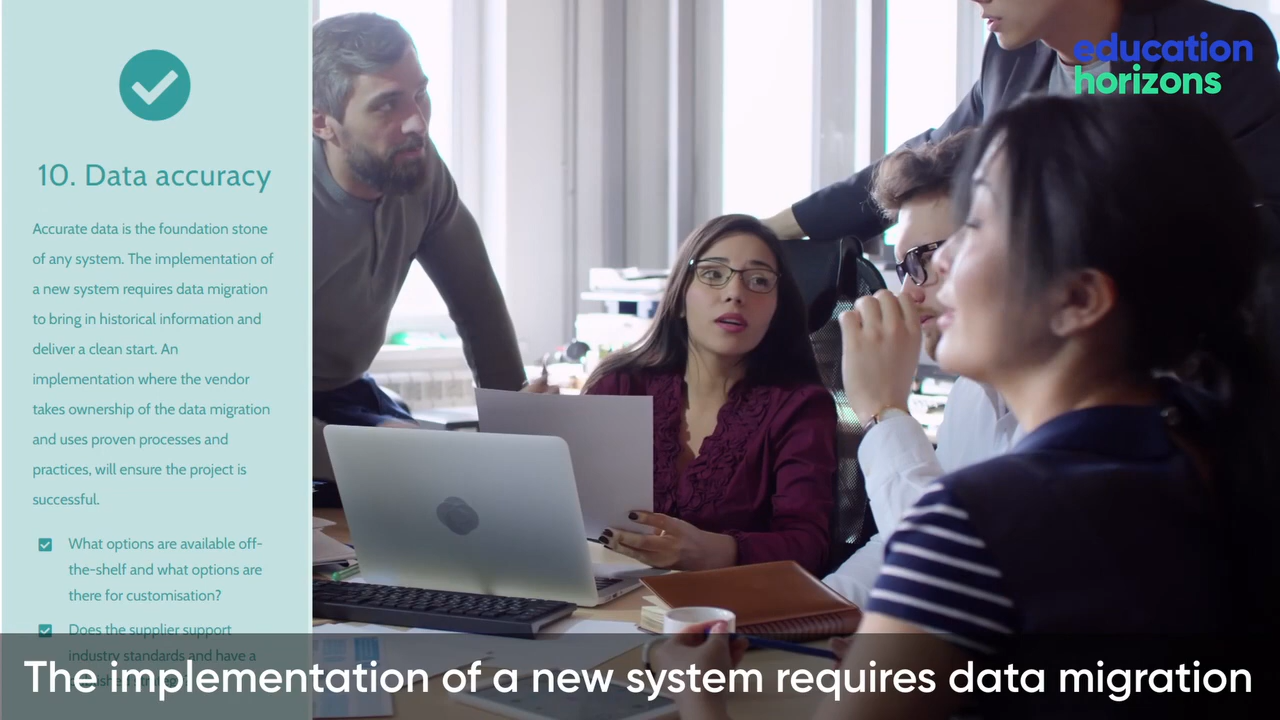 10. Data accuracy
Accurate data is the foundation stone
of any system. The implementation of
a new system requires data migration
to bring in historical information and
deliver a clean start. An
implementation where the vendor
takes ownership of the data migration
and uses proven processes and
practices, will ensure the project is
successful.
What options are available off-
the-shelf and what options are
there for customisation?
Does the supplier support
industry standards and have a
education
horizons
The implementation of a new system requires data migration